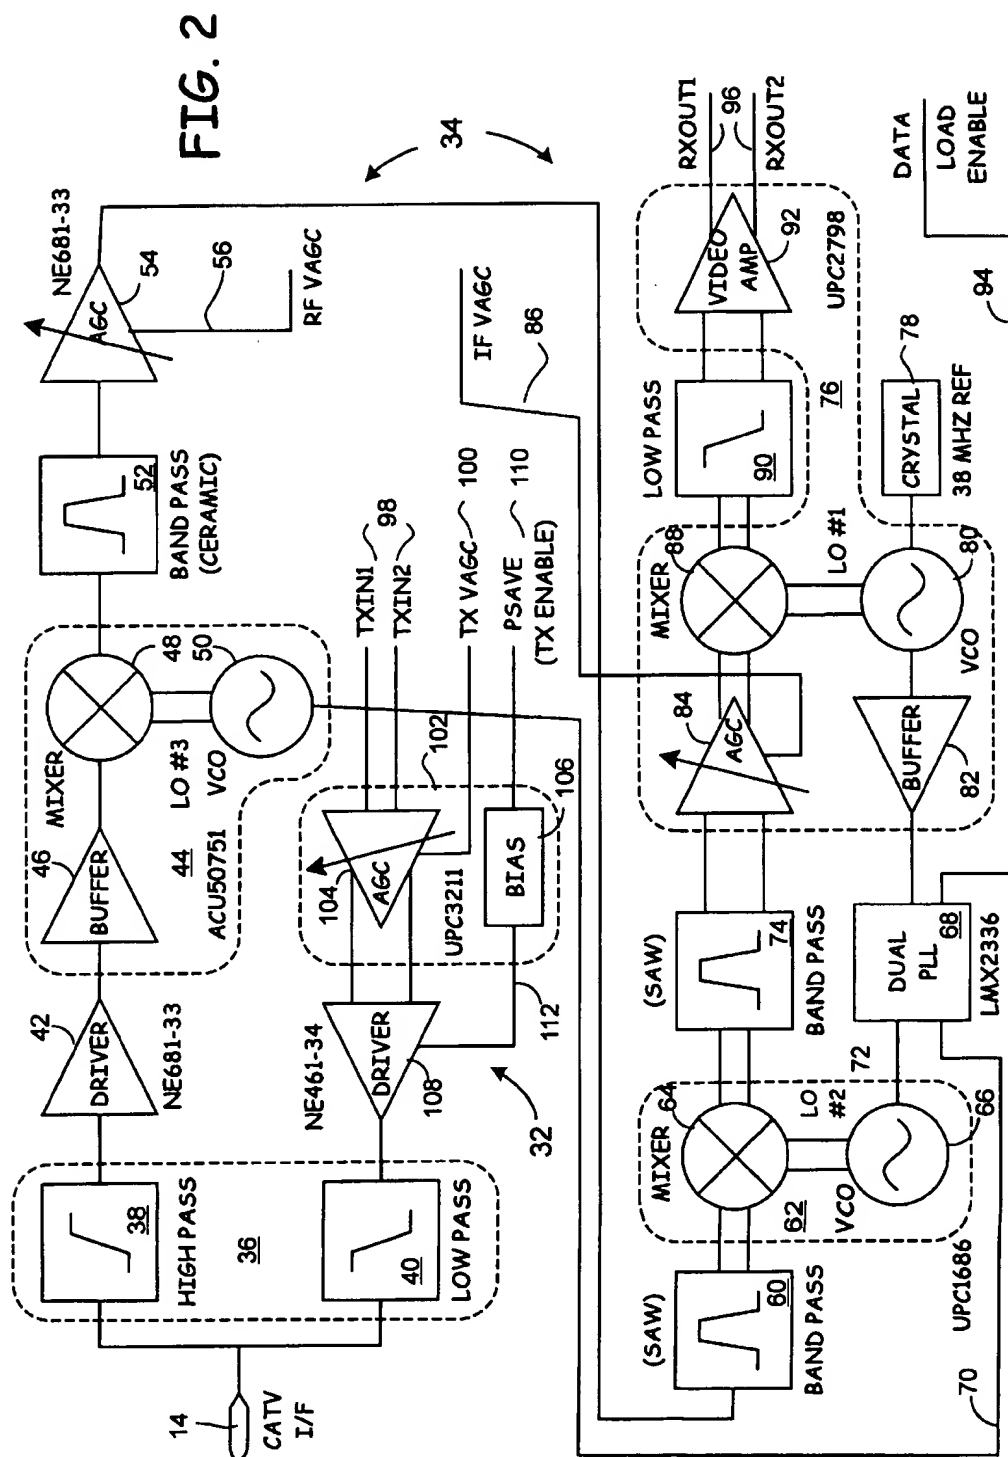 FIG. 2
34
NE681-33
AGC
54
56
RF VAGC
52
BAND PASS
(CERAMIC)
MIXER
48
50
LO #3
VCO
46
BUFFER
44
ACU50751
42
DRIVER
NE681-33
38
HIGH PASS
36
40
LOW PASS
14
CATV
I/F
TXIN1
98
TXIN2
TX VAGC
100
PSAVE
110
(TX ENABLE)
102
104
AGC
UPC3211
106
BIAS
112
NE461-34
DRIVER
108
32
IF VAGC
86
RXOUT1
96
RXOUT2
VIDEO
AMP
92
UPC2798
LOW PASS
90
76
MIXER
88
LO #1
CRYSTAL
78
38 MHZ REF
VCO
80
84
AGC
BUFFER
82
(SAW)
74
BAND PASS
DUAL
PLL
68
LMX2336
DATA
LOAD
ENABLE
94
MIXER
64
LO
#2
72
62
VCO
66
UPC1686
(SAW)
60
BAND PASS
70